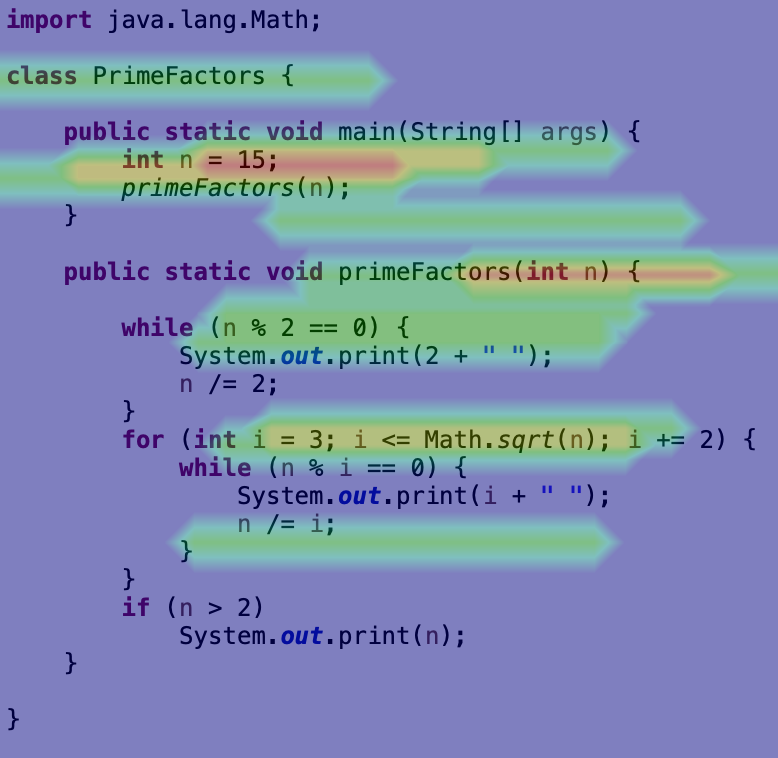 import java.lang.Math;
class PrimeFactors {
public static void main(String[] args) {
int n = 15;
primeFactors(n);
}
public static void primeFactors(int n) {
while (n % 2 == 0) {
System.out.print(2 + " ");
n /= 2;
}
for (int i = 3; i <= Math.sqrt(n); i += 2) {
while (n % i == 0) {
System.out.print(i + " ");
n /= i;
}
}
if (n > 2)
System.out.print(n);
}
}